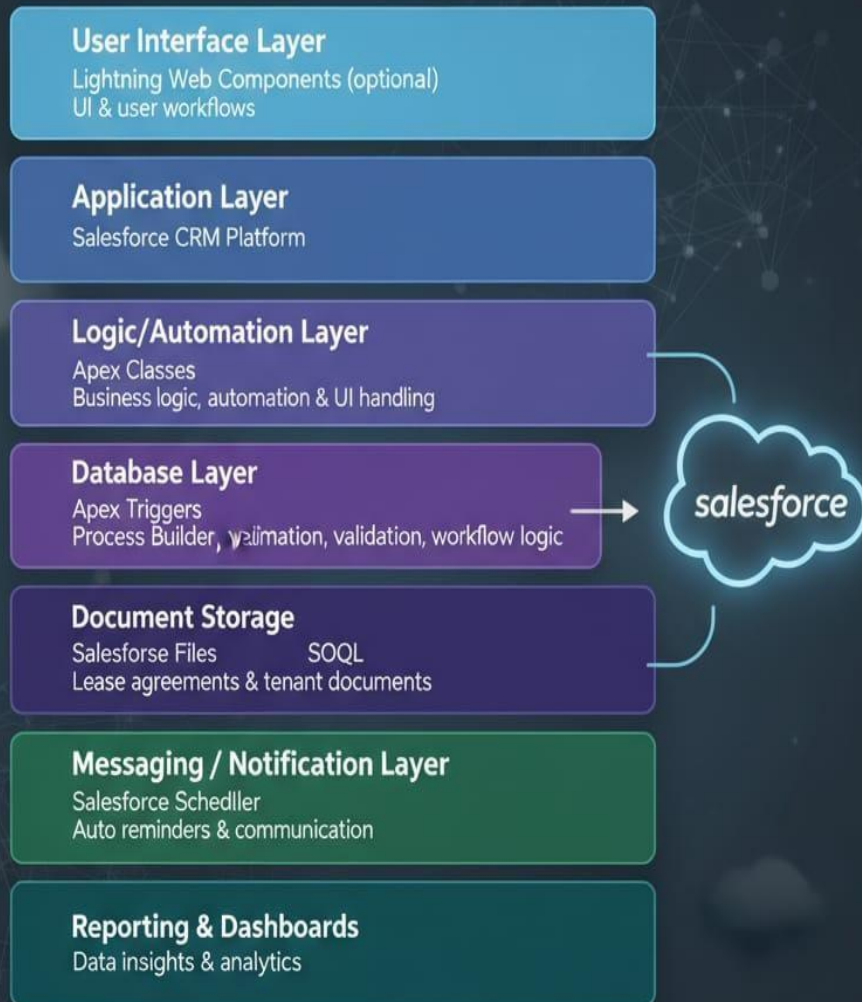 User Interface Layer
Lightning Web Components (optional)
UI & user workflows
Application Layer
Salesforce CRM Platform
Logic/Automation Layer
Apex Classes
Business logic, automation & UI handling
Database Layer
Apex Triggers
Process Builder, validation, workflow logic
salesforce
Document Storage
Salesforse Files SOQL
Lease agreements & tenant documents
Messaging / Notification Layer
Salesforce Schedller
Auto reminders & communication
Reporting & Dashboards
Data insights & analytics